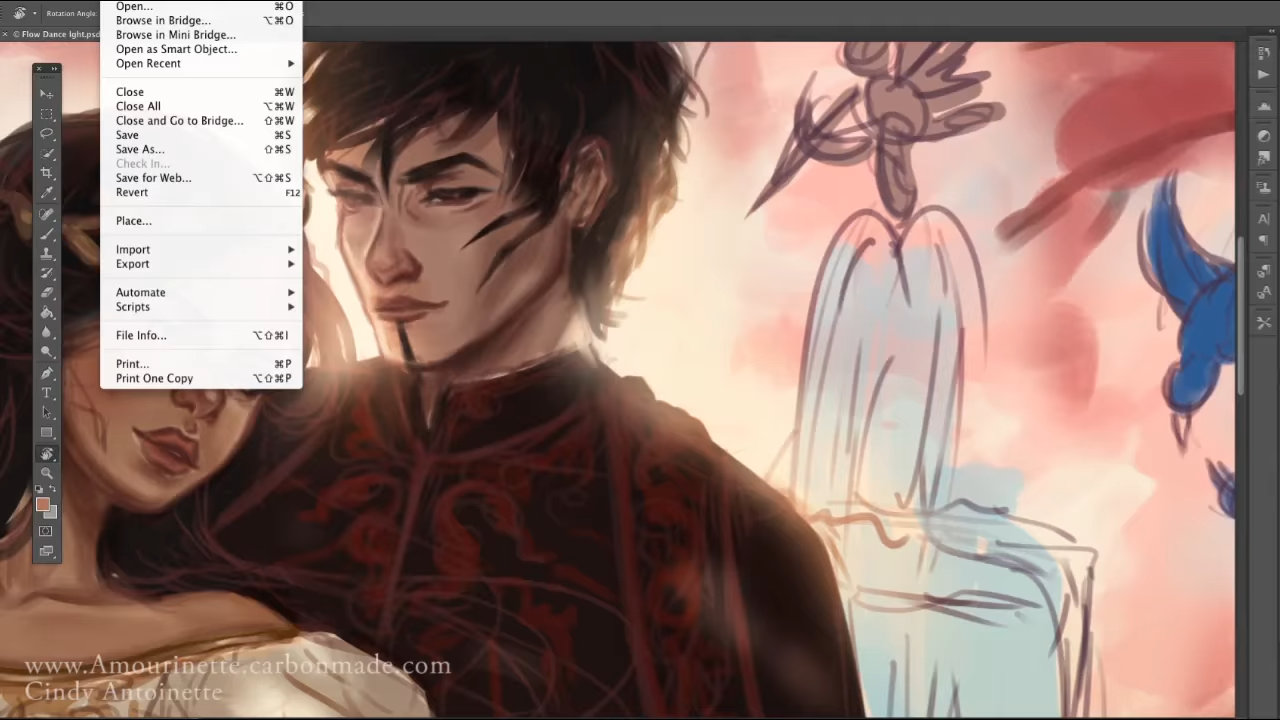 Rotation Angle:
© Flow Dance lght.psd
Open... ⌘O
Browse in Bridge... ⌥⌘O
Browse in Mini Bridge...
Open as Smart Object...
Open Recent
Close ⌘W
Close All ⌥⌘W
Close and Go to Bridge... ⇧⌘W
Save ⌘S
Save As... ⇧⌘S
Check In...
Save for Web... ⌥⇧⌘S
Revert F12
Place...
Import
Export
Automate
Scripts
File Info... ⌥⇧⌘I
Print... ⌘P
Print One Copy ⌥⇧⌘P
www.Amourinette.carbonmade.com
Cindy Antoinette